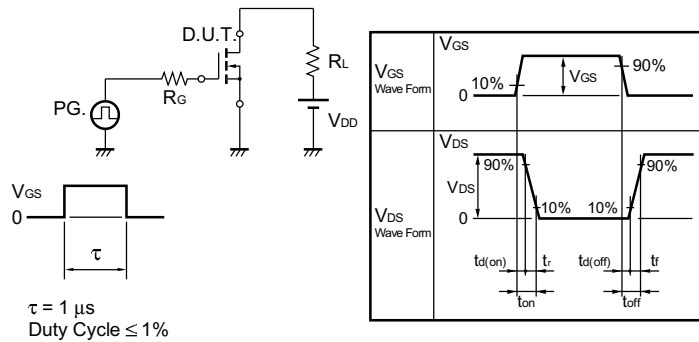 D.U.T.
RL
RG
PG.
VDD
VGS
0
τ
τ = 1 μs
Duty Cycle ≤ 1%
VGS
Wave Form
VGS
90%
10%
VGS
0
VDS
Wave Form
VDS
90%
90%
VDS
10%
10%
0
td(on)
tr
td(off)
tf
ton
toff